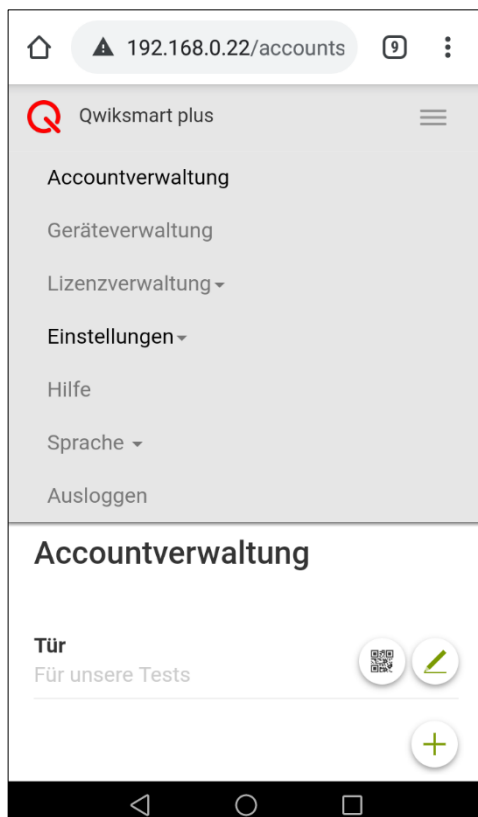 192.168.0.22/accounts
9
Qwiksmart plus
Accountverwaltung
Geräteverwaltung
Lizenzverwaltung
Einstellungen
Hilfe
Sprache
Ausloggen
Accountverwaltung
Tür
Für unsere Tests